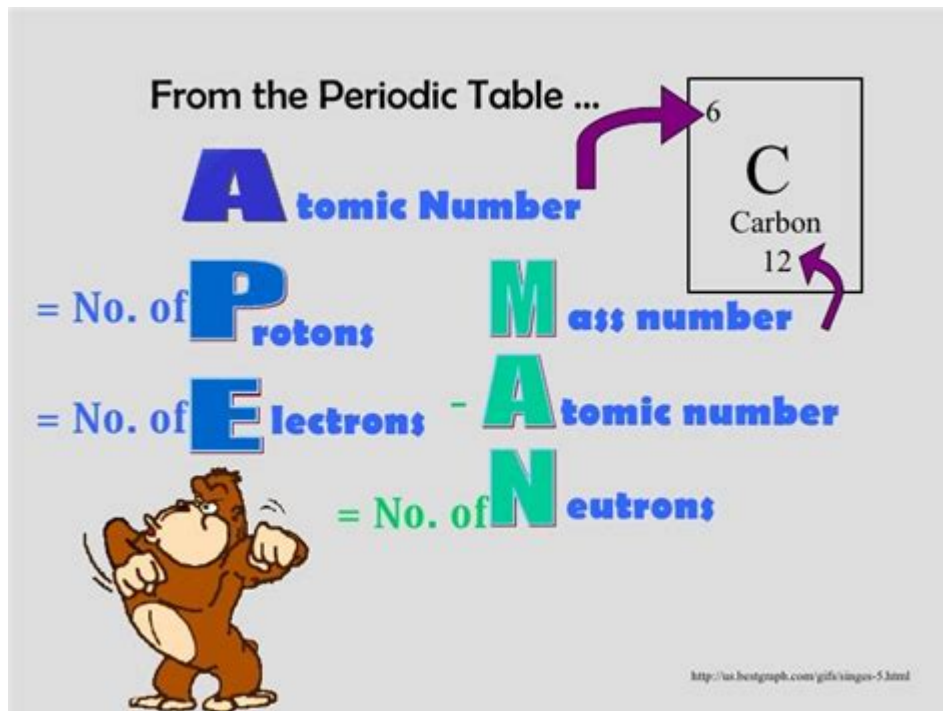 From the Periodic Table ...
6
C
Carbon
12
Atomic Number
= No. of Protons
= No. of Electrons
Mass number
- Atomic number
= No. of Neutrons
http://us.bestgraph.com/gifs/singes-5.html